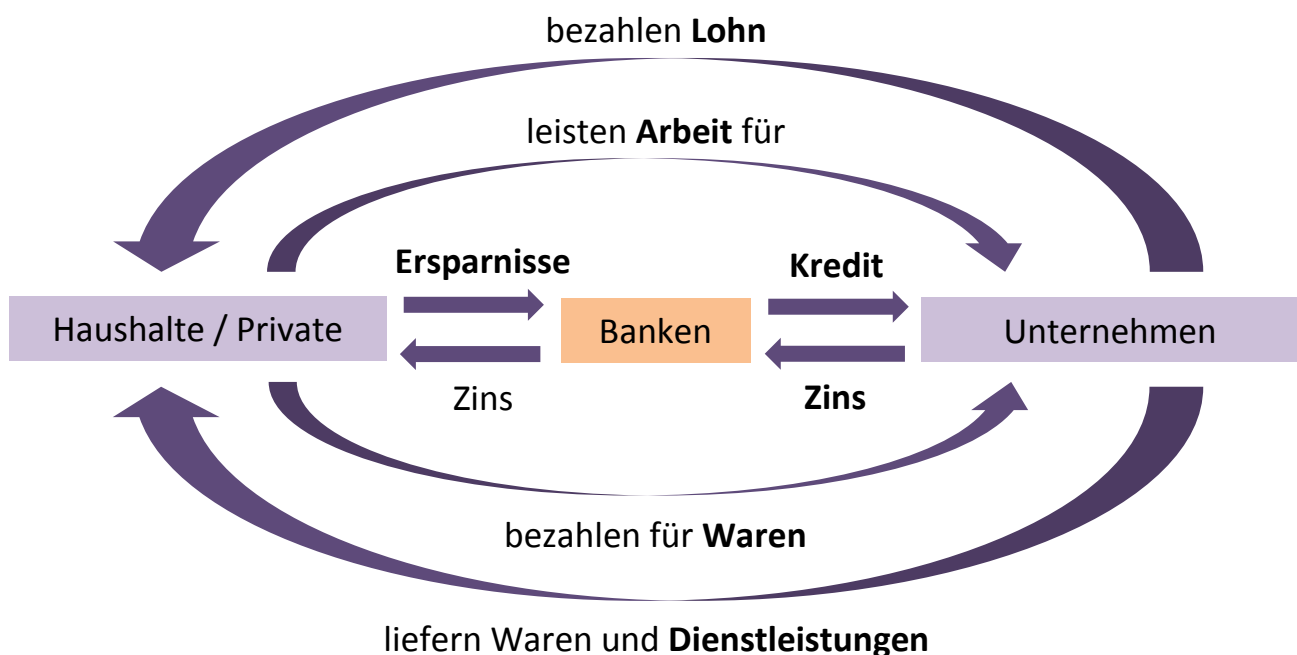 bezahlen Lohn
leisten Arbeit für
Ersparnisse
Kredit
Haushalte / Private
Banken
Unternehmen
Zins
Zins
bezahlen für Waren
liefern Waren und Dienstleistungen